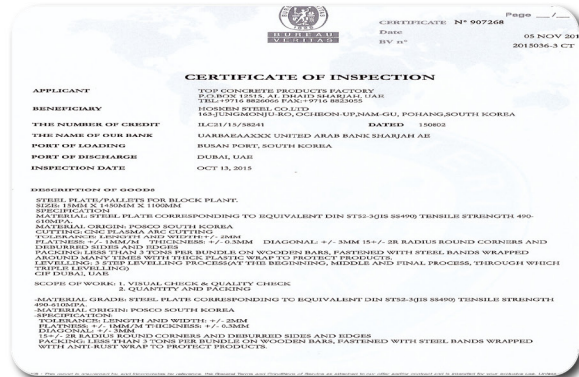 Page __/__
CERTIFICATE N° 907268
Date 05 NOV 201
BV n° 2015036-3 CT
BUREAU
VERITAS
CERTIFICATE OF INSPECTION
APPLICANT TOP CONCRETE PRODUCTS FACTORY
P.O.BOX 12515, AL DHAID SHARJAH, UAE
TEL:+9716 8826066 FAX:+9716 8823055
BENEFICIARY HOSKEN STEEL CO.LTD
163-JUNGMONJU-RO, OCHEON-UP,NAM-GU, POHANG,SOUTH KOREA
THE NUMBER OF CREDIT ILC21/15/58241 DATED 150802
THE NAME OF OUR BANK UARBAEAAXXX UNITED ARAB BANK SHARJAH AE
PORT OF LOADING BUSAN PORT, SOUTH KOREA
PORT OF DISCHARGE DUBAI, UAE
INSPECTION DATE OCT 13, 2015
DESCRIPTION OF GOODS
STEEL PLATE/PALLETS FOR BLOCK PLANT.
SIZE: 15MM X 1450MM X 1100MM
SPECIFICATION
MATERIAL: STEEL PLATE CORRESPONDING TO EQUIVALENT DIN ST52-3(JIS SS490) TENSILE STRENGTH 490-
610MPA.
MATERIAL ORIGIN: POSCO SOUTH KOREA
CUTTING: CNC PLASMA ARC CUTTING
TOLERANCE: LENGTH AND WIDTH:+/- 2MM
FLATNESS: +/- 1MM/M THICKNESS: +/- 0.3MM DIAGONAL: +/- 3MM 15+/- 2R RADIUS ROUND CORNERS AND
DEBURRED SIDES AND EDGES
PACKING: LESS THAN 3 TONS PER BUNDLE ON WOODEN BARS, FASTENED WITH STEEL BANDS WRAPPED
AROUND MANY TIMES WITH THICK PLASTIC WRAP TO PROTECT PRODUCTS.
LEVELLING: 3 STEP LEVELLING PROCESS(AT THE BEGINNING, MIDDLE AND FINAL PROCESS, THROUGH WHICH
TRIPLE LEVELLING)
CIF DUBAI, UAE
SCOPE OF WORK: 1. VISUAL CHECK & QUALITY CHECK
2. QUANTITY AND PACKING
-MATERIAL GRADE: STEEL PLATE CORRESPONDING TO EQUIVALENT DIN ST52-3(JIS SS490) TENSILE STRENGTH
490-610MPA.
-MATERIAL ORIGIN: POSCO SOUTH KOREA
-SPECIFICATION:
TOLERANCE: LENGTH AND WIDTH: +/- 2MM
FLATNESS: +/- 1MM/M THICKNESS: +/- 0.3MM
DIAGONAL: +/- 3MM
15+/- 2R RADIUS ROUND CORNERS AND DEBURRED SIDES AND EDGES
PACKING: LESS THAN 3 TONS PER BUNDLE ON WOODEN BARS, FASTENED WITH STEEL BANDS WRAPPED
WITH ANTI-RUST WRAP TO PROTECT PRODUCTS.